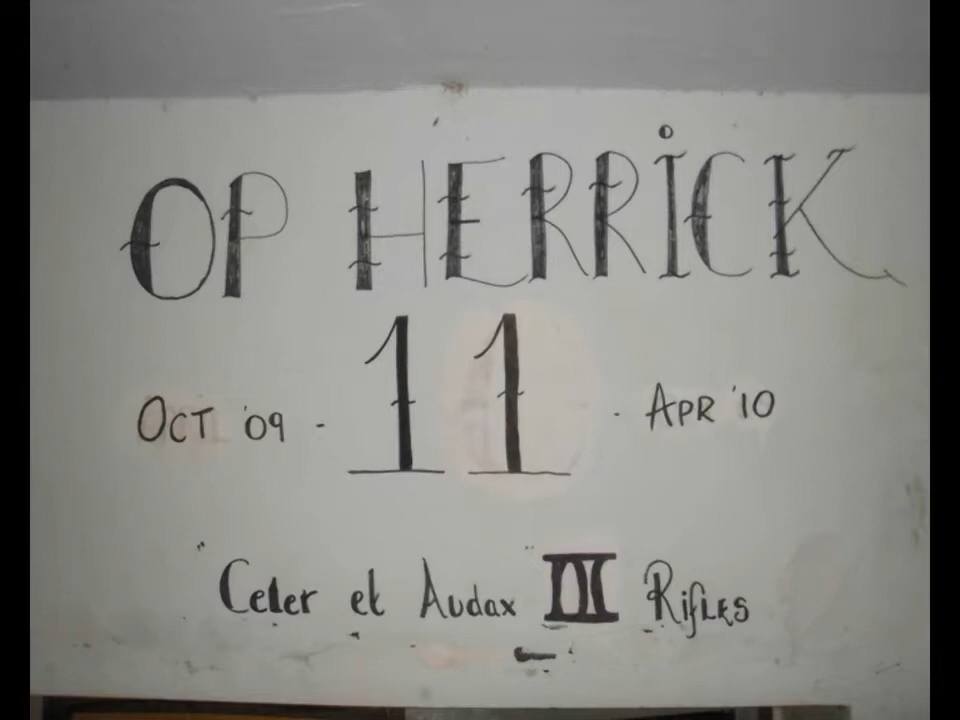 OP HERRICK
11
OCT '09 - - APR '10
"Celer et Audax" III RifLES